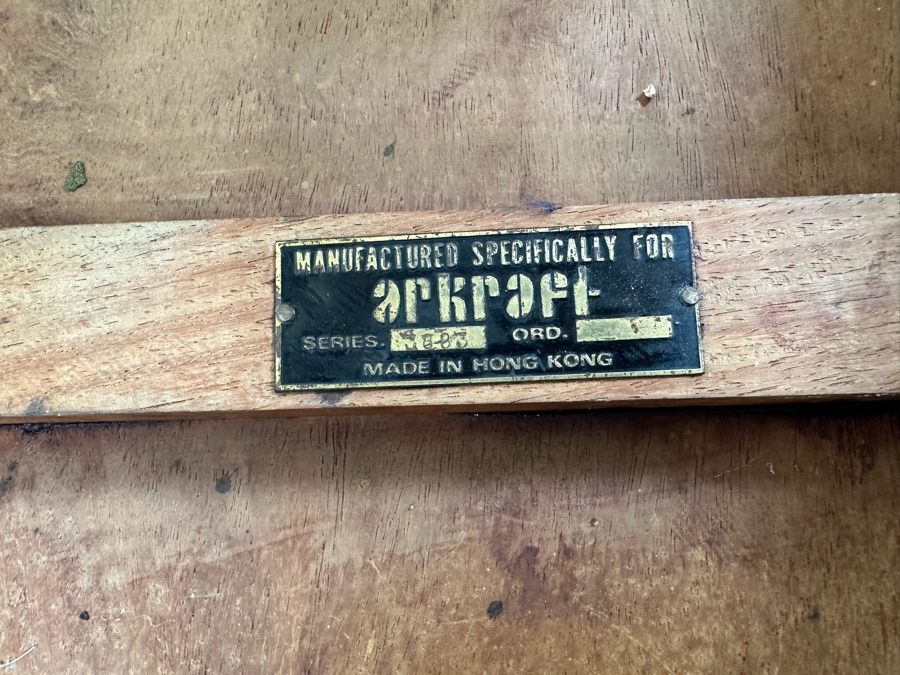 MANUFACTURED SPECIFICALLY FOR
arkraft
SERIES. ORD.
MADE IN HONG KONG